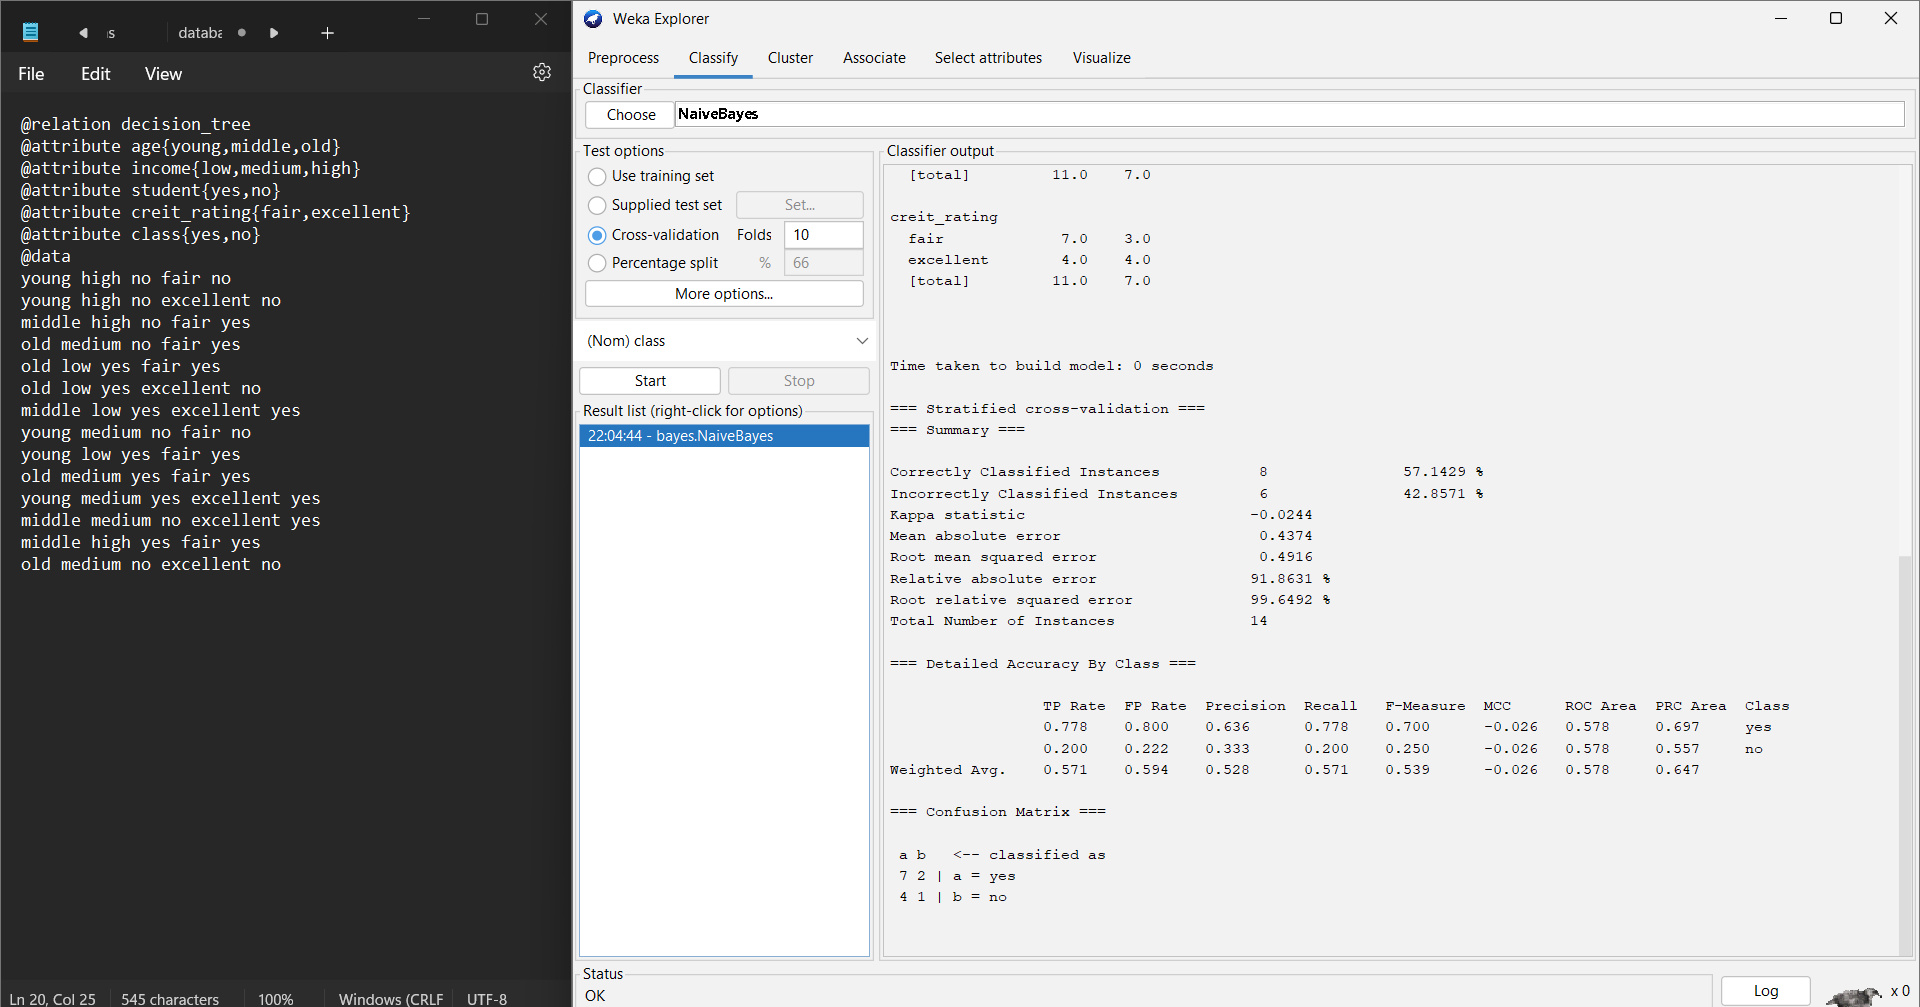 s
databa
File Edit View
@relation decision_tree
@attribute age{young,middle,old}
@attribute income{low,medium,high}
@attribute student{yes,no}
@attribute creit_rating{fair,excellent}
@attribute class{yes,no}
@data
young high no fair no
young high no excellent no
middle high no fair yes
old medium no fair yes
old low yes fair yes
old low yes excellent no
middle low yes excellent yes
young medium no fair no
young low yes fair yes
old medium yes fair yes
young medium yes excellent yes
middle medium no excellent yes
middle high yes fair yes
old medium no excellent no
Ln 20, Col 25 545 characters 100% Windows (CRLF UTF-8
Weka Explorer
Preprocess Classify Cluster Associate Select attributes Visualize
Classifier
Choose NaiveBayes
Test options
Use training set
Supplied test set Set...
Cross-validation Folds 10
Percentage split % 66
More options...
(Nom) class
Start Stop
Result list (right-click for options)
22:04:44 - bayes.NaiveBayes
Classifier output
[total] 11.0 7.0
creit_rating
fair 7.0 3.0
excellent 4.0 4.0
[total] 11.0 7.0
Time taken to build model: 0 seconds
=== Stratified cross-validation ===
=== Summary ===
Correctly Classified Instances 8 57.1429 %
Incorrectly Classified Instances 6 42.8571 %
Kappa statistic -0.0244
Mean absolute error 0.4374
Root mean squared error 0.4916
Relative absolute error 91.8631 %
Root relative squared error 99.6492 %
Total Number of Instances 14
=== Detailed Accuracy By Class ===
TP Rate FP Rate Precision Recall F-Measure MCC ROC Area PRC Area Class
0.778 0.800 0.636 0.778 0.700 -0.026 0.578 0.697 yes
0.200 0.222 0.333 0.200 0.250 -0.026 0.578 0.557 no
Weighted Avg. 0.571 0.594 0.528 0.571 0.539 -0.026 0.578 0.647
=== Confusion Matrix ===
a b <-- classified as
7 2 | a = yes
4 1 | b = no
Status
OK
Log
x 0